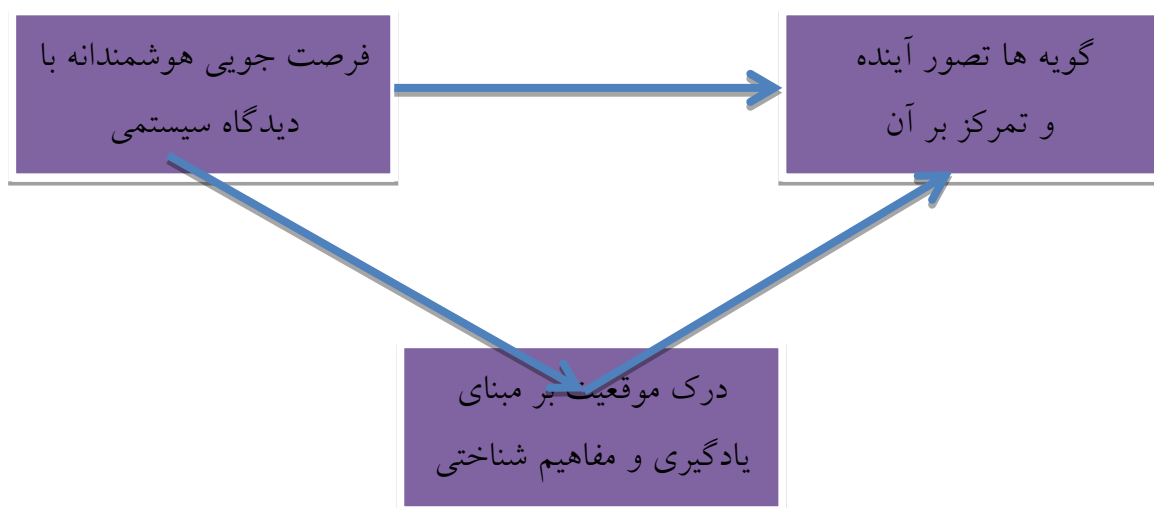 گویه ها تصور آینده
و تمرکز بر آن
فرصت جویی هوشمندانه با
دیدگاه سیستمی
درک موقعیت بر مبنای
یادگیری و مفاهیم شناختی